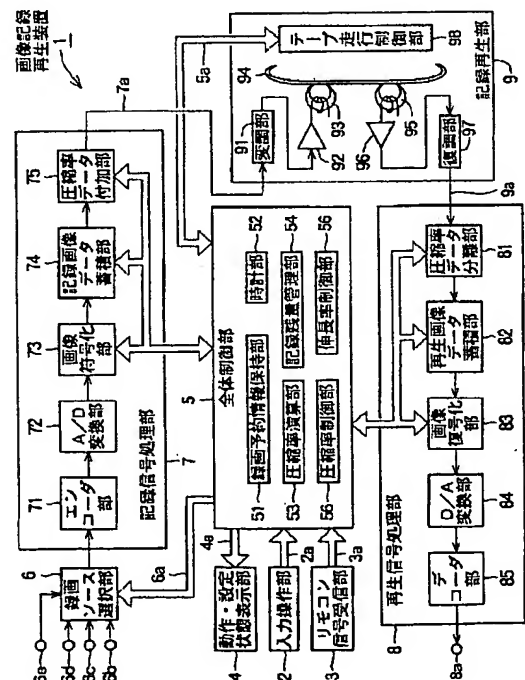 画像記録
再生装置
1
7a
75
圧縮率
データ
付加部
74
記録画像
データ
蓄積部
73
画像
符号化
部
72
A/D
変換部
71
エン
コーダ
部
記録信号処理部
7
6
録画
ソース
選択部
6e
6d
6c
6b
6a
5a
テープ走行制御部
98
94
91
変調部
92
93
95
96
復調部
97
記録再生部
9
9a
全体制御部
5
51
録画予約情報保持部
時計部
52
53
圧縮率演算部
記録残量管理部
54
56
圧縮率制御部
伸長率制御部
56
4a
動作・設定
状態表示部
4
2a
入力操作部
2
3a
リモコン
信号受信部
3
圧縮率
データ
分離部
81
再生画像
データ
蓄積部
82
画像
復号化
部
83
D/A
変換部
84
デ
コーダ
部
85
再生信号処理部
8
8a